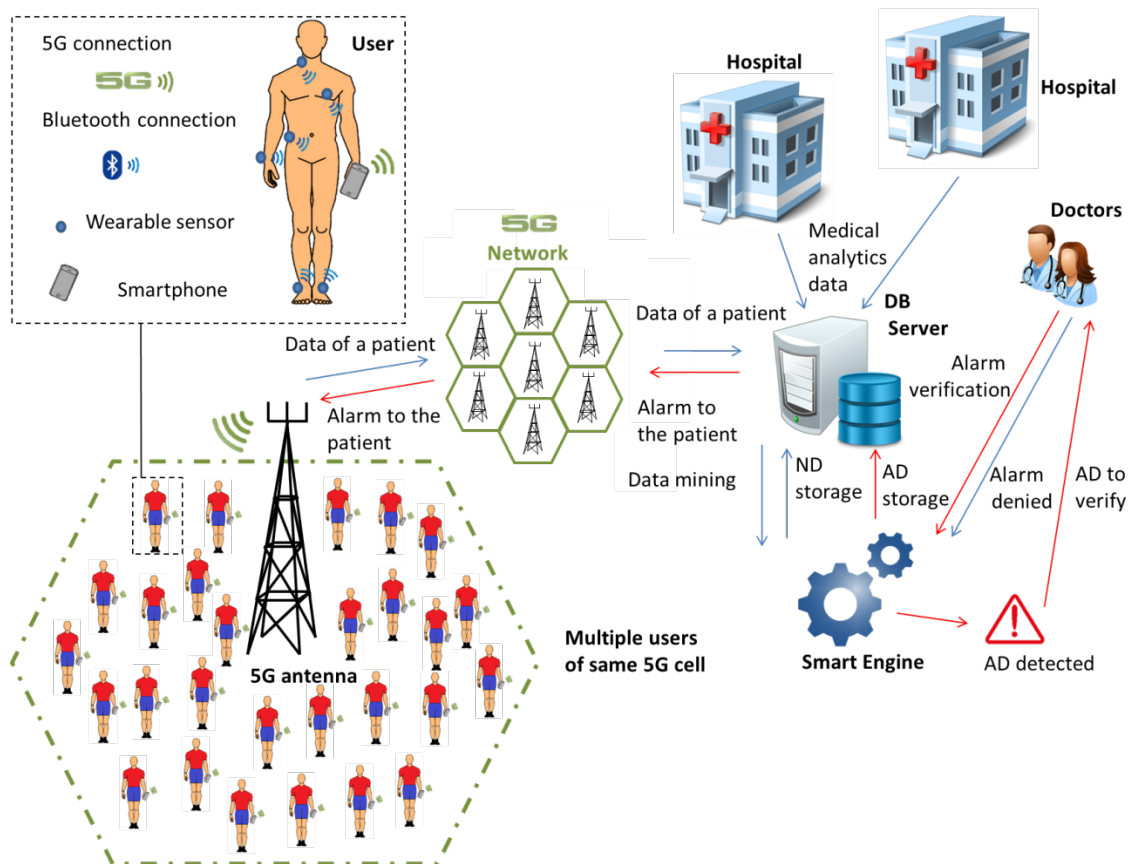 5G connection
User
5G
Bluetooth connection
Wearable sensor
Smartphone
Hospital
Hospital
Doctors
Medical
analytics
data
5G
Network
DB
Server
Data of a patient
Data of a patient
Alarm to the
patient
Alarm to
the patient
Alarm
verification
Data mining
ND
storage
AD
storage
Alarm
denied
AD to
verify
Multiple users
of same 5G cell
5G antenna
Smart Engine
AD detected